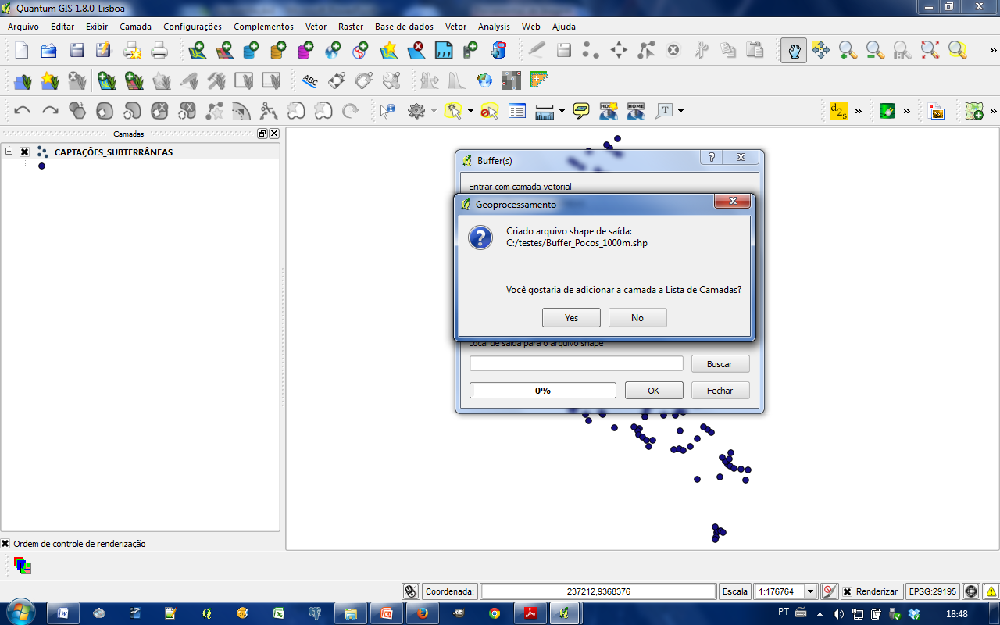 Quantum GIS 1.8.0-Lisboa
Arquivo Editar Exibir Camada Configurações Complementos Vetor Raster Base de dados Vetor Analysis Web Ajuda
»
ABC
T
d2s » »  »
Camadas
CAPTAÇÕES_SUBTERRÂNEAS
Buffer(s)
Entrar com camada vetorial
Geoprocessamento
Criado arquivo shape de saída:
C:/testes/Buffer_Pocos_1000m.shp
Você gostaria de adicionar a camada a Lista de Camadas?
Yes No
Local de saída para o arquivo shape
Buscar
0% OK Fechar
Ordem de controle de renderização
Coordenada: 237212,9368376 Escala 1:176764 Renderizar EPSG:29195
PT 18:48